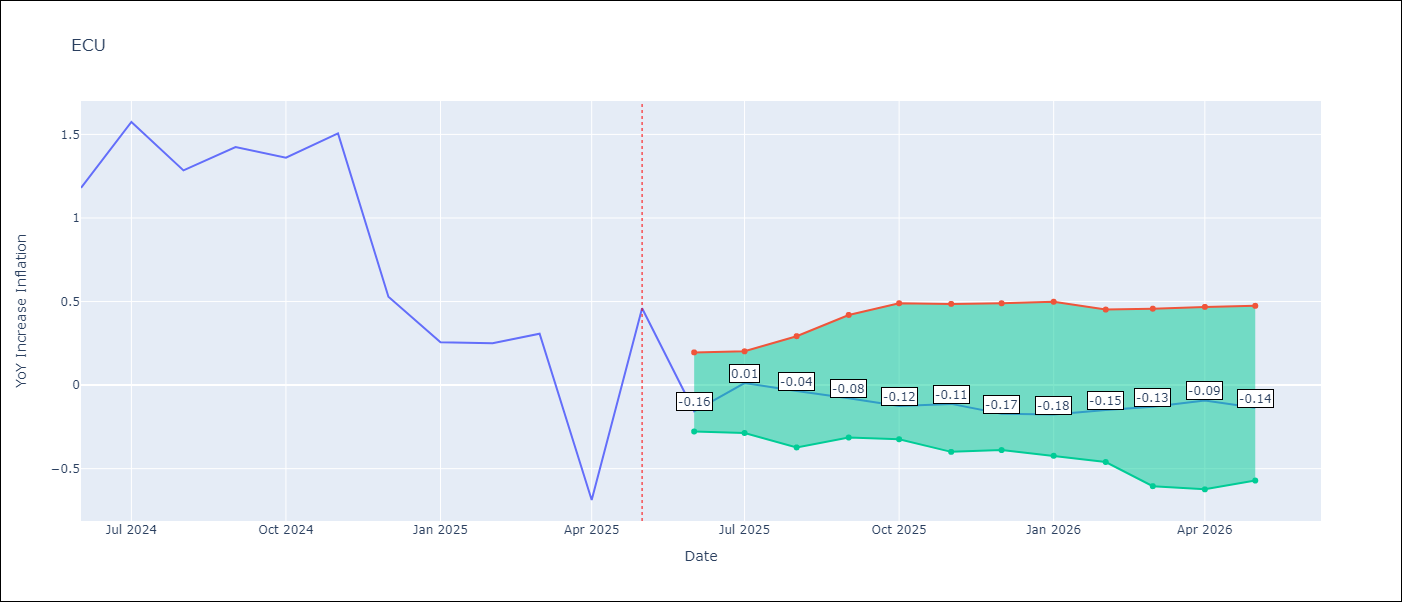 ECU
YoY Increase Inflation
1.5
1
0.5
0
−0.5
-0.16
0.01
-0.04
-0.08
-0.12
-0.11
-0.17
-0.18
-0.15
-0.13
-0.09
-0.14
Jul 2024
Oct 2024
Jan 2025
Apr 2025
Jul 2025
Oct 2025
Jan 2026
Apr 2026
Date